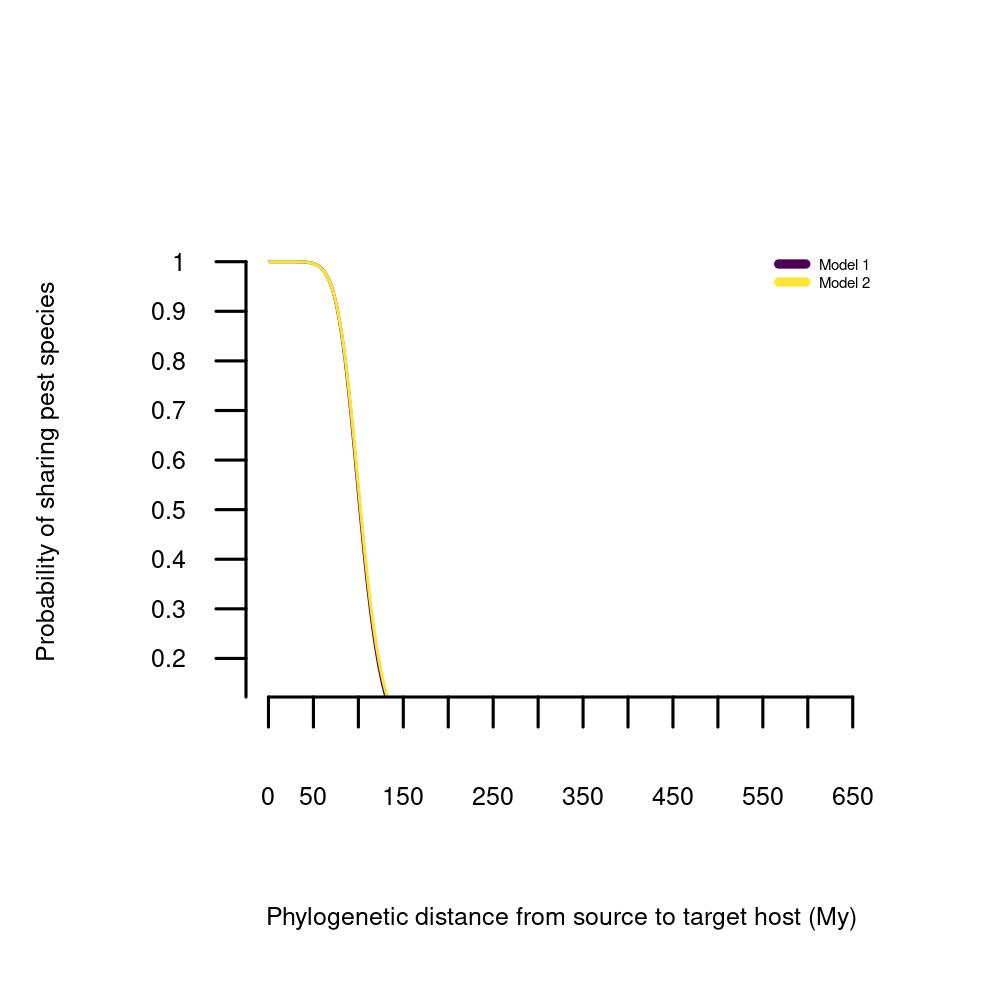 Probability of sharing pest species
1
0.9
0.8
0.7
0.6
0.5
0.4
0.3
0.2
Model 1
Model 2
0 50 150 250 350 450 550 650
Phylogenetic distance from source to target host (My)